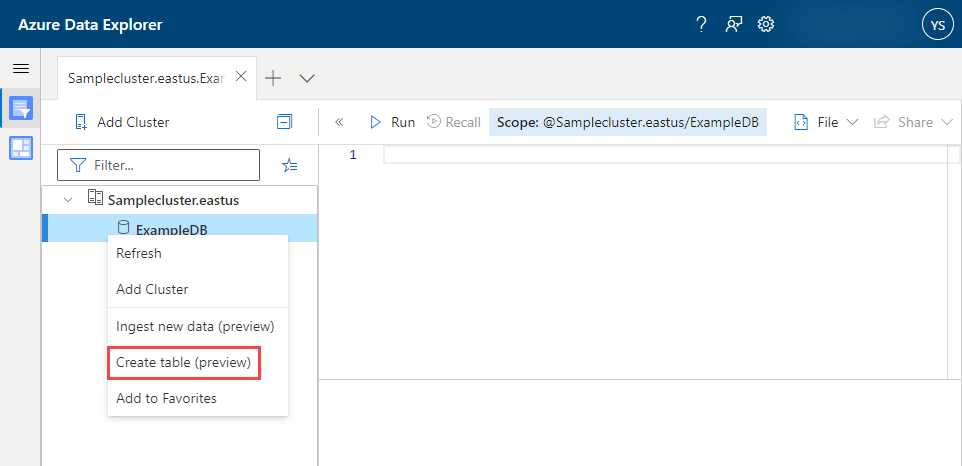 Azure Data Explorer
? YS
Samplecluster.eastus.Exar
Add Cluster
Run Recall Scope: @Samplecluster.eastus/ExampleDB File Share
Filter...
1
Samplecluster.eastus
ExampleDB
Refresh
Add Cluster
Ingest new data (preview)
Create table (preview)
Add to Favorites